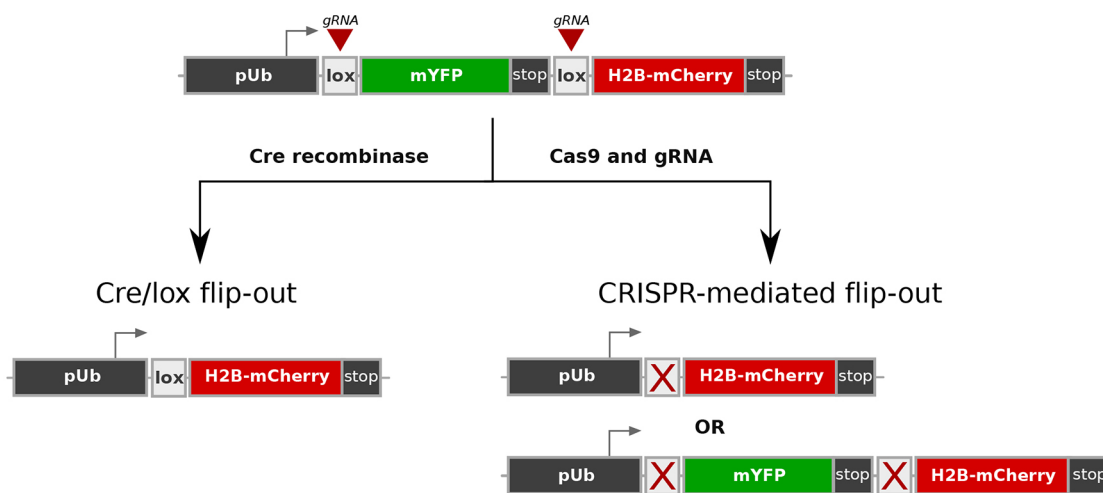 gRNA gRNA
pUb lox mYFP stop lox H2B-mCherry stop
Cre recombinase Cas9 and gRNA
Cre/lox flip-out CRISPR-mediated flip-out
pUb lox H2B-mCherry stop pUb X H2B-mCherry stop
OR
pUb X mYFP stop X H2B-mCherry stop